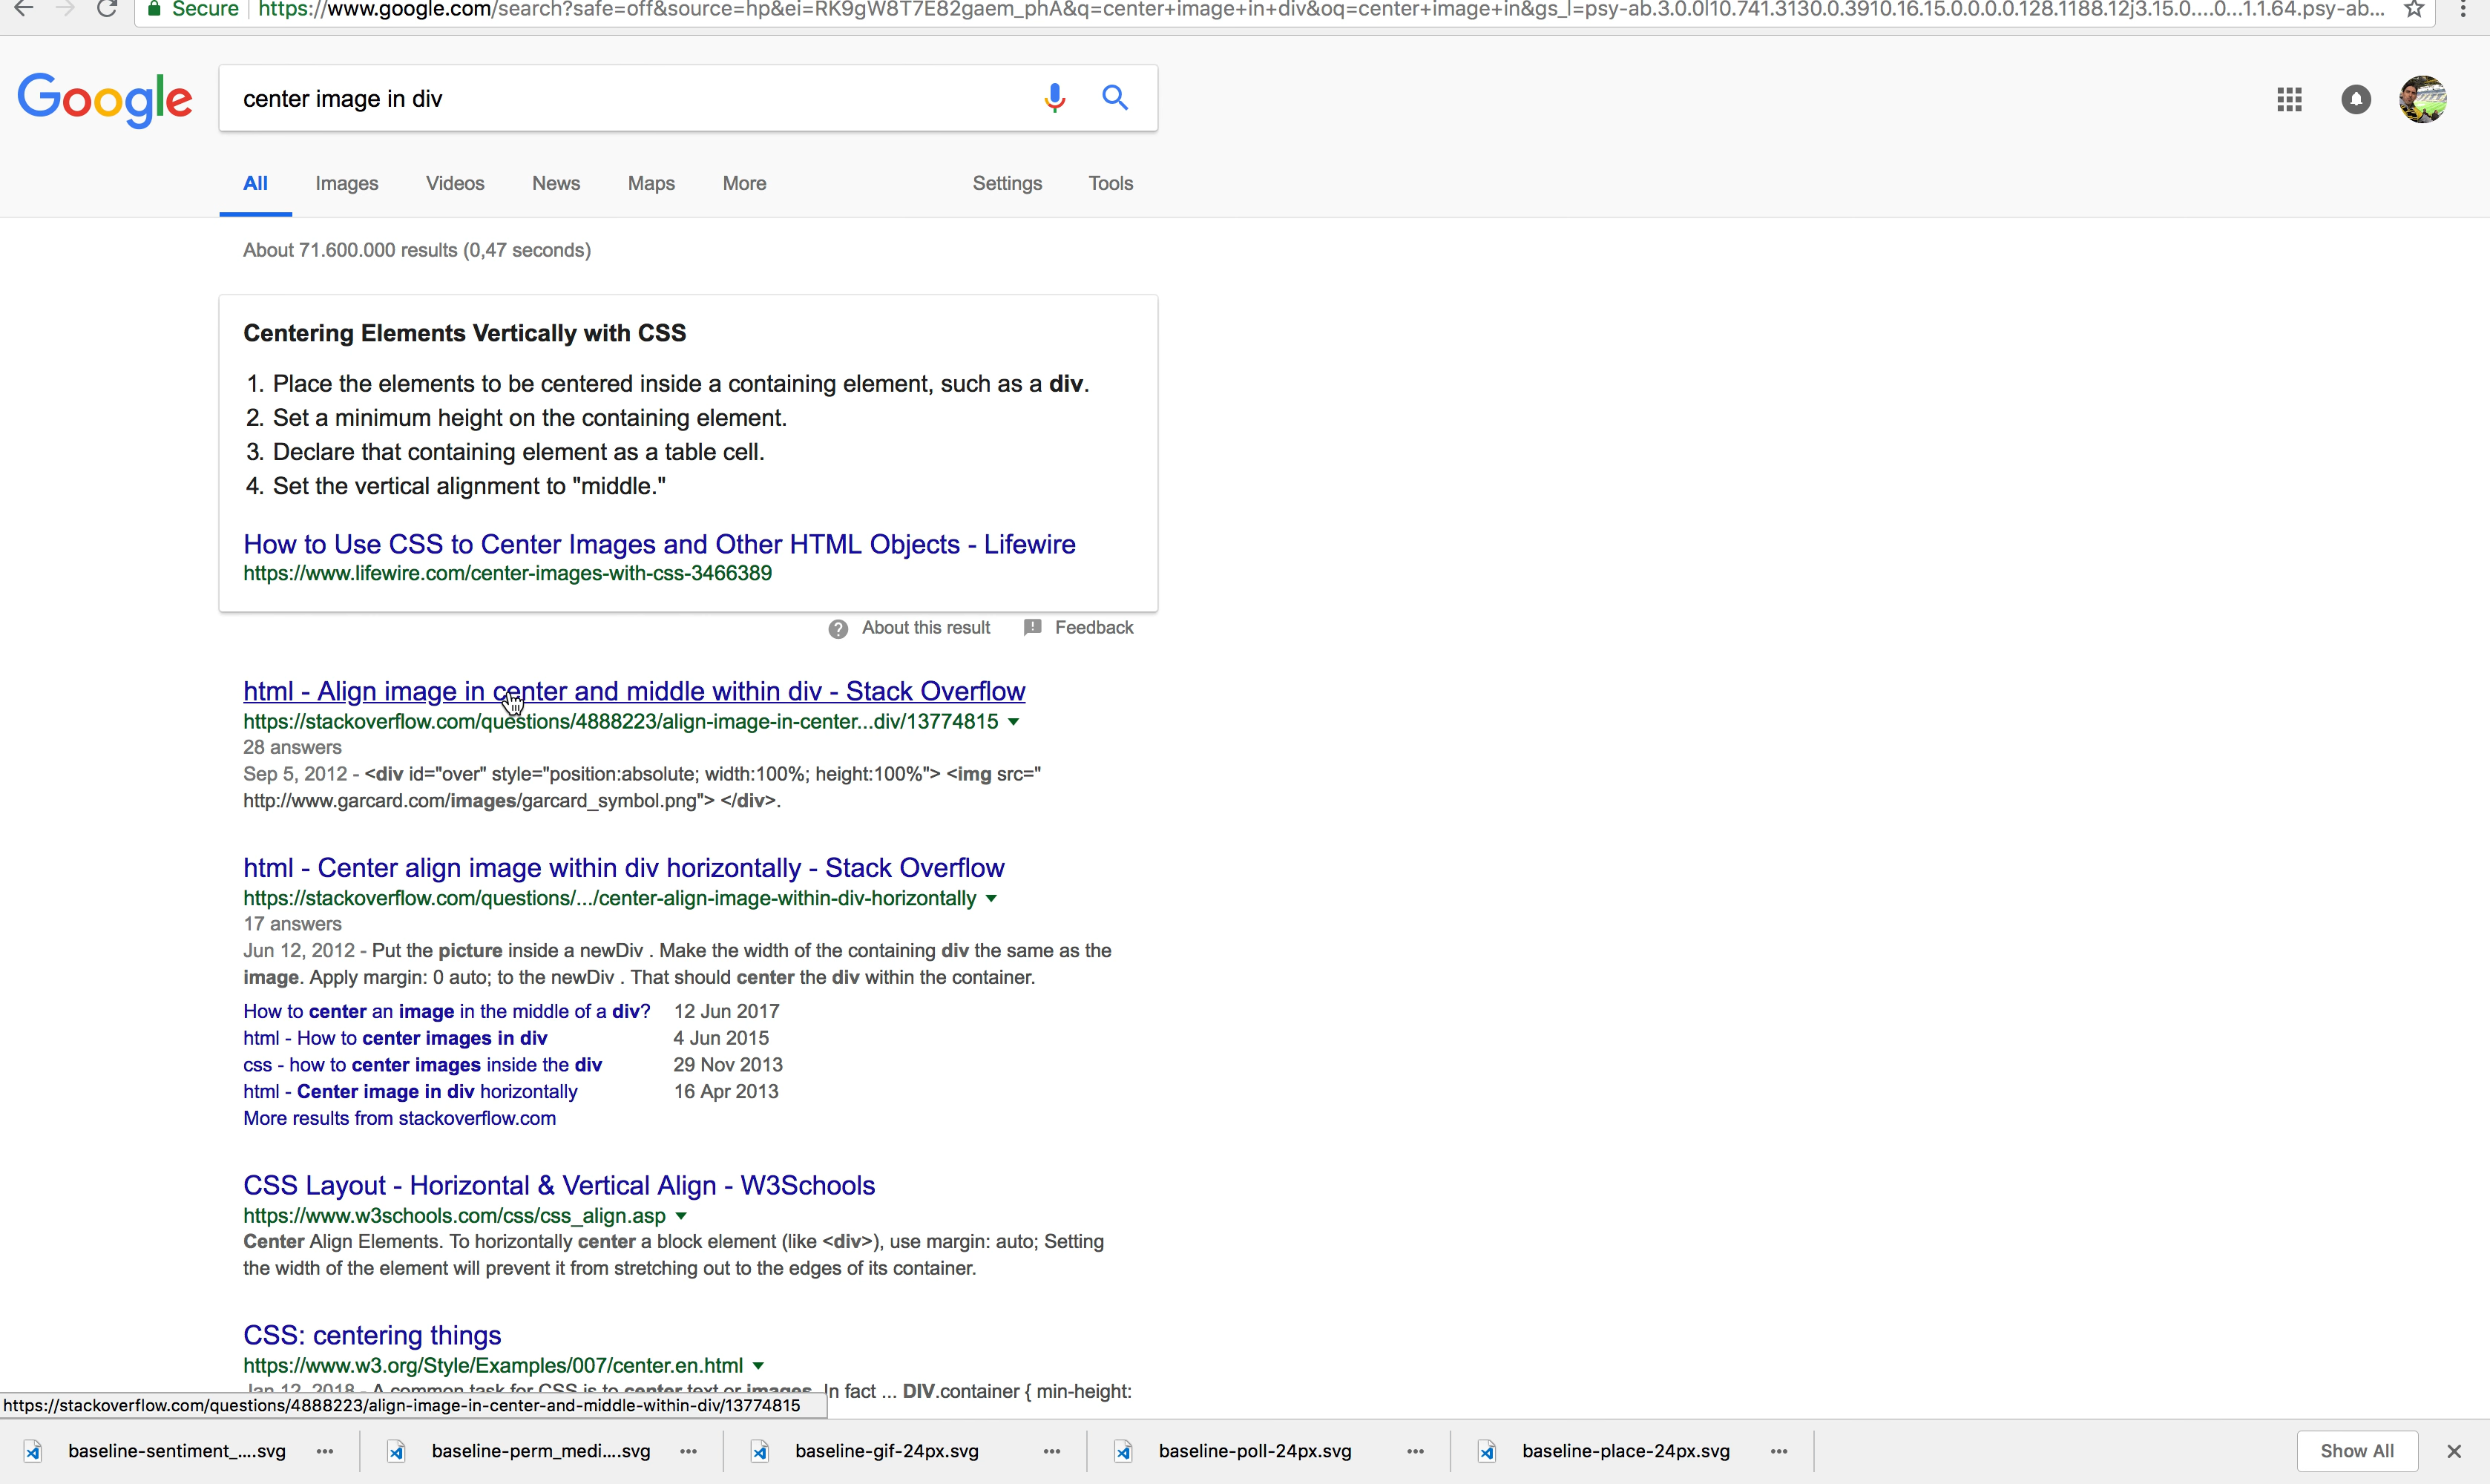 Secure https://www.google.com/search?safe=off&source=hp&ei=RK9gW8T7E82gaem_phA&q=center+image+in+div&oq=center+image+in&gs_l=psy-ab.3.0.0l10.741.3130.0.3910.16.15.0.0.0.0.128.1188.12j3.15.0....0...1.1.64.psy-ab...
Google
center image in div
All Images Videos News Maps More Settings Tools
About 71.600.000 results (0,47 seconds)
Centering Elements Vertically with CSS
1. Place the elements to be centered inside a containing element, such as a div.
2. Set a minimum height on the containing element.
3. Declare that containing element as a table cell.
4. Set the vertical alignment to "middle."
How to Use CSS to Center Images and Other HTML Objects - Lifewire
https://www.lifewire.com/center-images-with-css-3466389
About this result Feedback
html - Align image in center and middle within div - Stack Overflow
https://stackoverflow.com/questions/4888223/align-image-in-center...div/13774815
28 answers
Sep 5, 2012 - <div id="over" style="position:absolute; width:100%; height:100%"> <img src="
http://www.garcard.com/images/garcard_symbol.png"> </div>.
html - Center align image within div horizontally - Stack Overflow
https://stackoverflow.com/questions/.../center-align-image-within-div-horizontally
17 answers
Jun 12, 2012 - Put the picture inside a newDiv . Make the width of the containing div the same as the
image. Apply margin: 0 auto; to the newDiv . That should center the div within the container.
How to center an image in the middle of a div? 12 Jun 2017
html - How to center images in div 4 Jun 2015
css - how to center images inside the div 29 Nov 2013
html - Center image in div horizontally 16 Apr 2013
More results from stackoverflow.com
CSS Layout - Horizontal & Vertical Align - W3Schools
https://www.w3schools.com/css/css_align.asp
Center Align Elements. To horizontally center a block element (like <div>), use margin: auto; Setting
the width of the element will prevent it from stretching out to the edges of its container.
CSS: centering things
https://www.w3.org/Style/Examples/007/center.en.html
Jan 12, 2018 - A common task for CSS is to center text or images. In fact ... DIV.container { min-height:
https://stackoverflow.com/questions/4888223/align-image-in-center-and-middle-within-div/13774815
baseline-sentiment_....svg baseline-perm_medi....svg baseline-gif-24px.svg baseline-poll-24px.svg baseline-place-24px.svg Show All